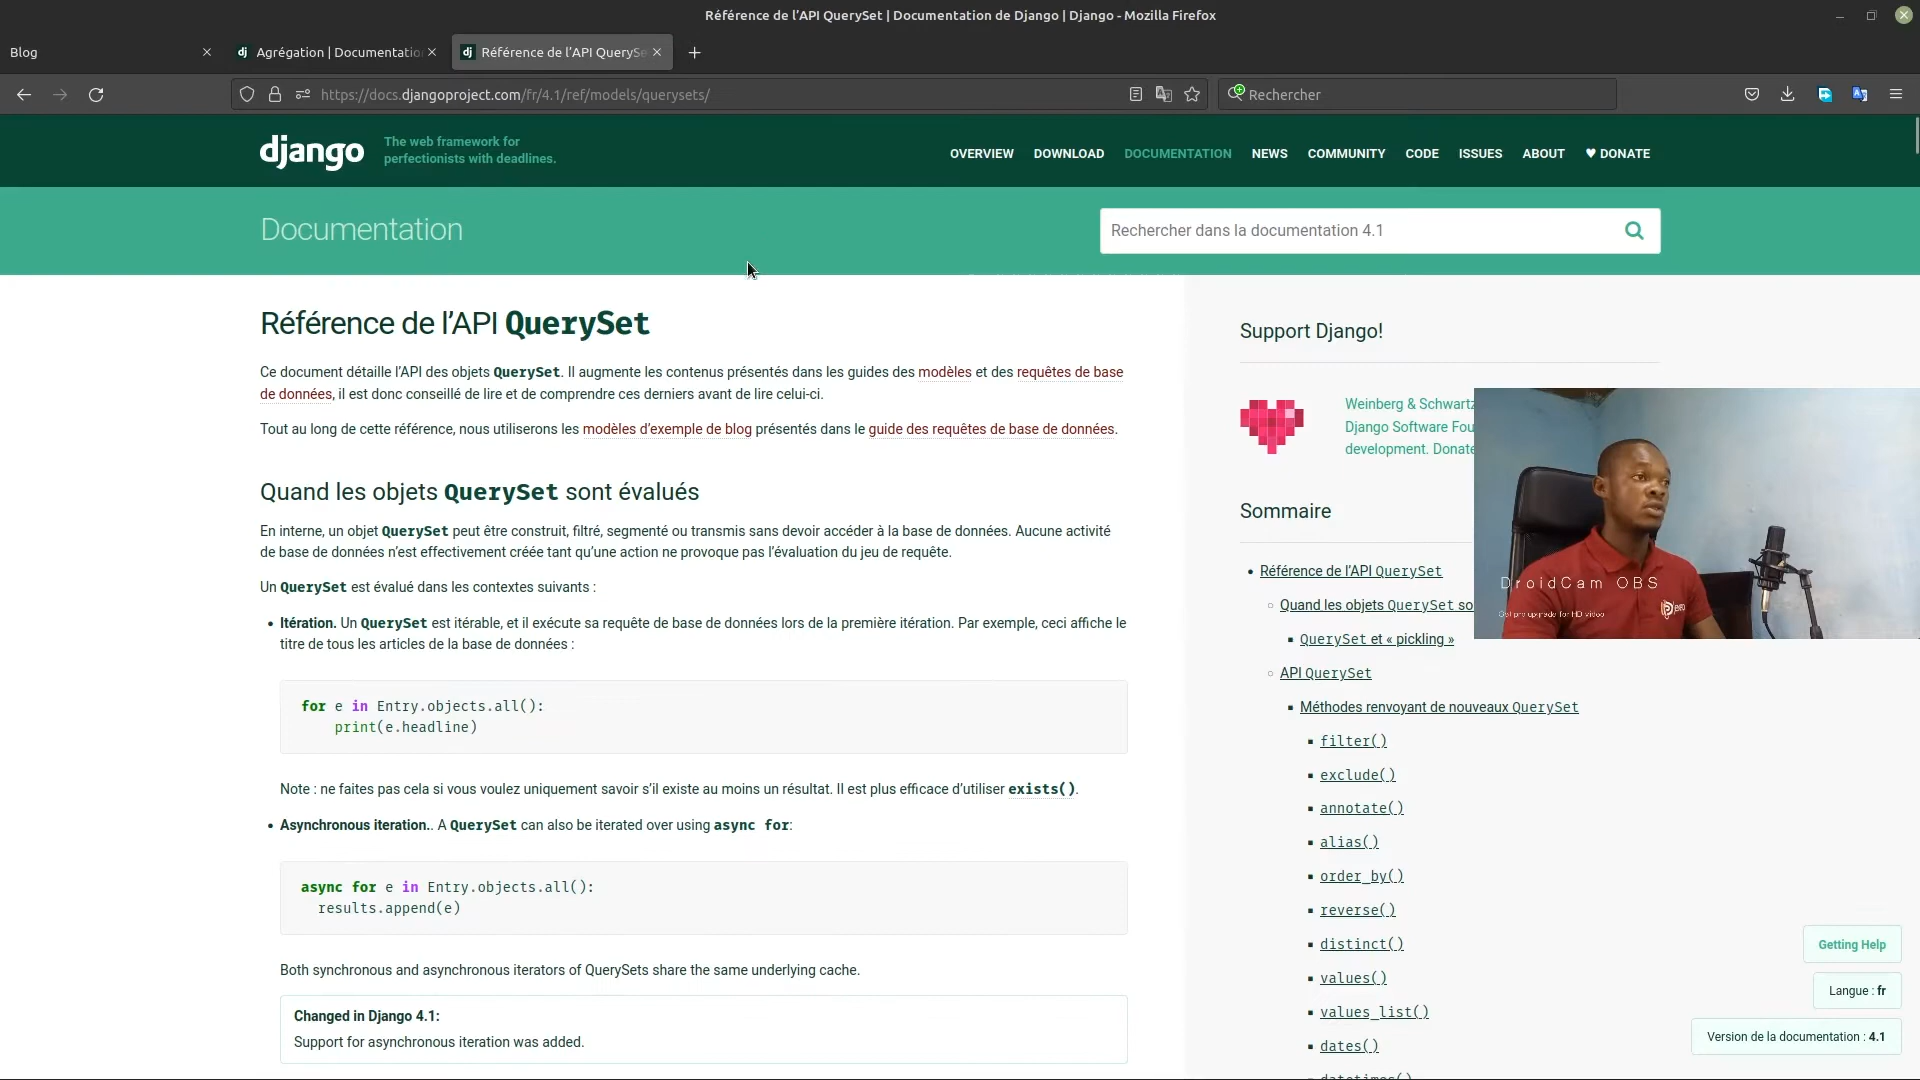 Référence de l’API QuerySet | Documentation de Django | Django - Mozilla Firefox
Blog
dj Agrégation | Documentatio
dj Référence de l’API QueryS
https://docs.djangoproject.com/fr/4.1/ref/models/querysets/
Rechercher
django
The web framework for
perfectionists with deadlines.
OVERVIEW DOWNLOAD DOCUMENTATION NEWS COMMUNITY CODE ISSUES ABOUT ♥ DONATE
Documentation
Rechercher dans la documentation 4.1
Référence de l’API QuerySet
Ce document détaille l’API des objets QuerySet. Il augmente les contenus présentés dans les guides des modèles et des requêtes de base
de données, il est donc conseillé de lire et de comprendre ces derniers avant de lire celui-ci.
Tout au long de cette référence, nous utiliserons les modèles d’exemple de blog présentés dans le guide des requêtes de base de données.
Quand les objets QuerySet sont évalués
En interne, un objet QuerySet peut être construit, filtré, segmenté ou transmis sans devoir accéder à la base de données. Aucune activité
de base de données n’est effectivement créée tant qu’une action ne provoque pas l’évaluation du jeu de requête.
Un QuerySet est évalué dans les contextes suivants :
• Itération. Un QuerySet est itérable, et il exécute sa requête de base de données lors de la première itération. Par exemple, ceci affiche le
titre de tous les articles de la base de données :
for e in Entry.objects.all():
print(e.headline)
Note : ne faites pas cela si vous voulez uniquement savoir s’il existe au moins un résultat. Il est plus efficace d’utiliser exists().
• Asynchronous iteration.. A QuerySet can also be iterated over using async for:
async for e in Entry.objects.all():
results.append(e)
Both synchronous and asynchronous iterators of QuerySets share the same underlying cache.
Changed in Django 4.1:
Support for asynchronous iteration was added.
Support Django!
Weinberg & Schwartz
Django Software Fou
development. Donate
Sommaire
Référence de l’API QuerySet
Quand les objets QuerySet so
QuerySet et « pickling »
API QuerySet
Méthodes renvoyant de nouveaux QuerySet
filter()
exclude()
annotate()
alias()
order_by()
reverse()
distinct()
values()
values_list()
dates()
datetimes()
DroidCam OBS
Get pro upgrade for HD video
Getting Help
Langue : fr
Version de la documentation : 4.1